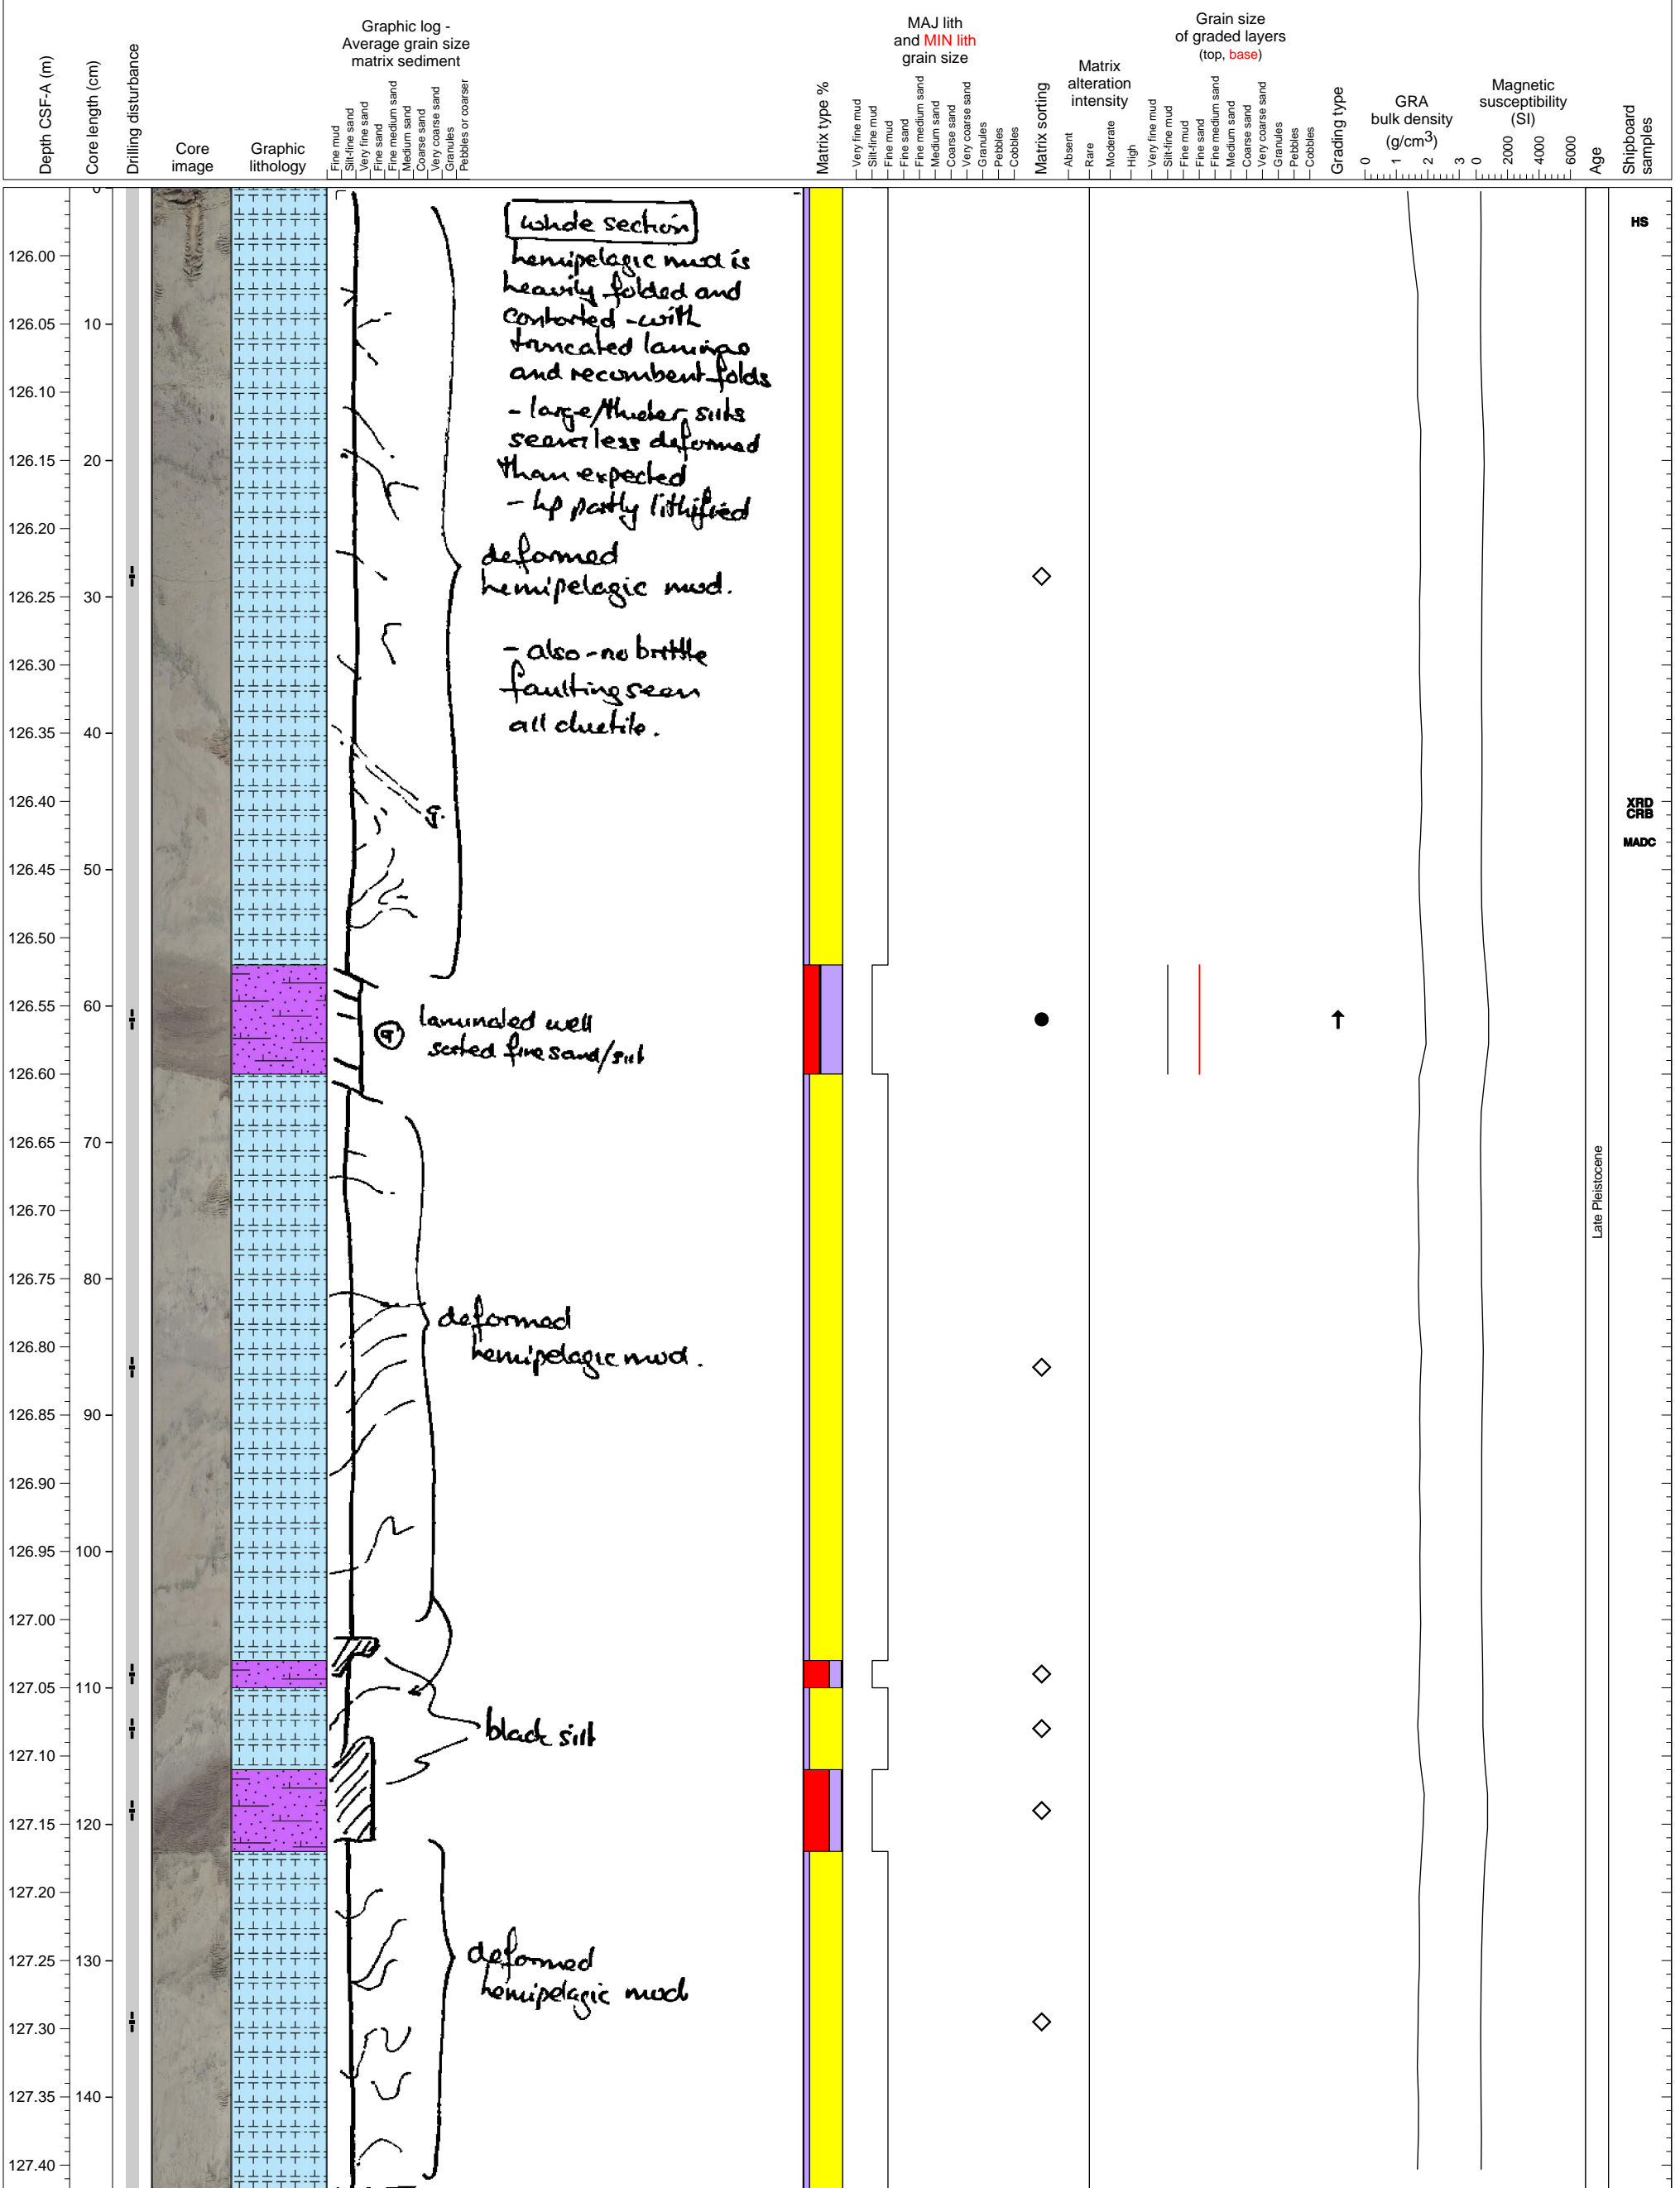 Depth CSF-A (m)
Core length (cm)
Drilling disturbance
Core
image
Graphic
lithology
Graphic log -
Average grain size
matrix sediment
Fine mud
Silt-fine sand
Very fine sand
Fine sand
Fine medium sand
Medium sand
Coarse sand
Very coarse sand
Granules
Pebbles or coarser
Matrix type %
MAJ lith
and MIN lith
grain size
Very fine mud
Silt-fine mud
Fine mud
Fine sand
Fine medium sand
Medium sand
Coarse sand
Very coarse sand
Granules
Pebbles
Cobbles
Matrix sorting
Matrix
alteration
intensity
Absent
Rare
Moderate
High
Grain size
of graded layers
(top, base)
Very fine mud
Silt-fine mud
Fine mud
Fine sand
Fine medium sand
Medium sand
Coarse sand
Very coarse sand
Granules
Pebbles
Cobbles
Grading type
GRA
bulk density
(g/cm3)
0 1 2 3
Magnetic
susceptibility
(SI)
0 2000 4000 6000
Age
Shipboard
samples
0
126.00
126.05
126.10
126.15
126.20
126.25
126.30
126.35
126.40
126.45
126.50
126.55
126.60
126.65
126.70
126.75
126.80
126.85
126.90
126.95
127.00
127.05
127.10
127.15
127.20
127.25
127.30
127.35
127.40
10
20
30
40
50
60
70
80
90
100
110
120
130
140
whole section
hemipelagic mud is
heavily folded and
contorted - with
truncated laminae
and recombent folds
- large/thicker silts
seem less deformed
than expected
- hp partly lithified
deformed
hemipelagic mud.
- also - no brittle
faulting seen
all ductile.
laminated well
sorted fine sand/silt
deformed
hemipelagic mud.
black silt
deformed
hemipelagic mud
Late Pleistocene
HS
XRD
CRB
MADC